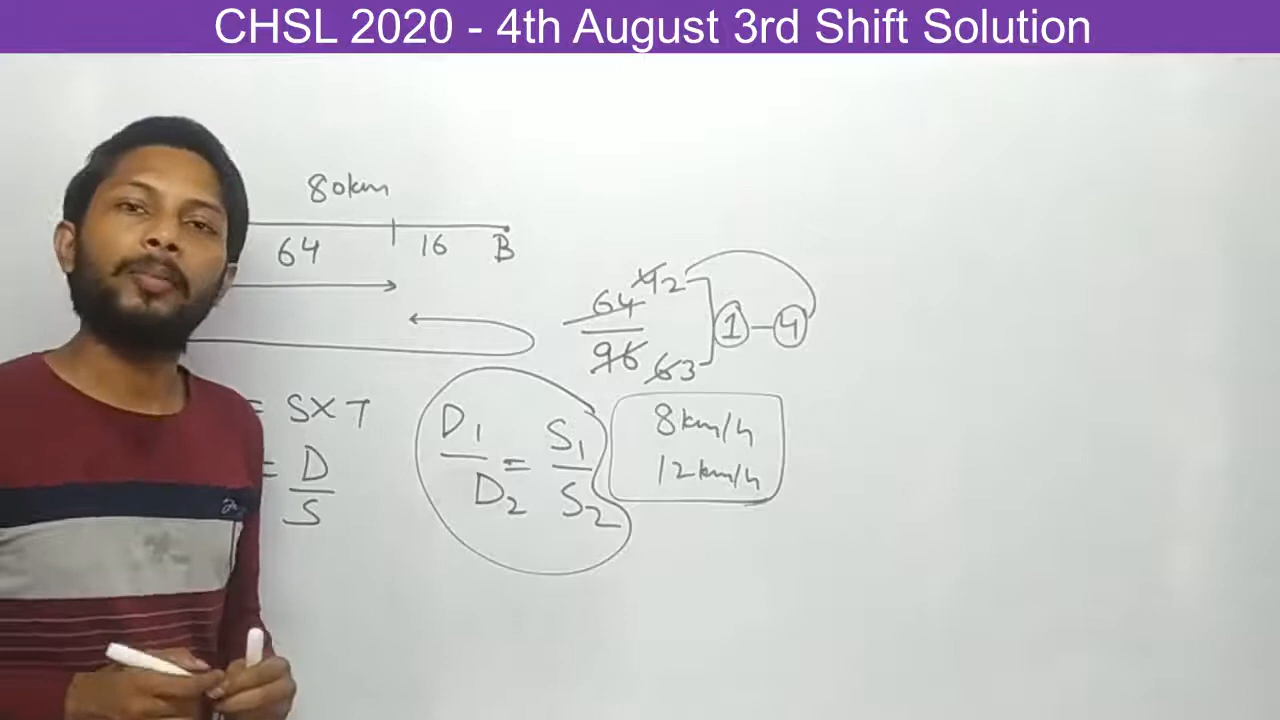 CHSL 2020 - 4th August 3rd Shift Solution
80km
64 16 B
64 42
96 63
1 - 4
= S×T
= D/S
D1/D2 = S1/S2
8km/h
12km/h